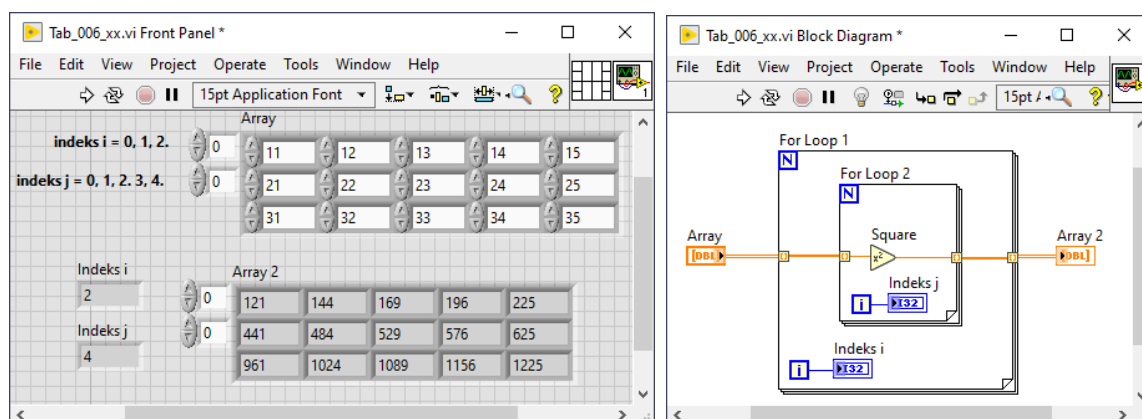 Tab_006_xx.vi Front Panel *
File Edit View Project Operate Tools Window Help
15pt Application Font
1
Array
indeks i = 0, 1, 2. 0 11 12 13 14 15
indeks j = 0, 1, 2. 3, 4. 0 21 22 23 24 25
31 32 33 34 35
Indeks i Array 2
2 0 121 144 169 196 225
Indeks j 0 441 484 529 576 625
4 961 1024 1089 1156 1225
Tab_006_xx.vi Block Diagram *
File Edit View Project Operate Tools Window Help
15pt A
For Loop 1
N
For Loop 2
N
Array Square Array 2
[DBL] x² DBL]
Indeks j
i I32
Indeks i
i I32